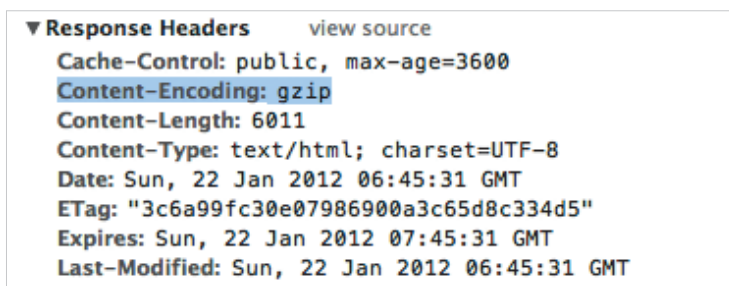 ▼Response Headers view source
Cache-Control: public, max-age=3600
Content-Encoding: gzip
Content-Length: 6011
Content-Type: text/html; charset=UTF-8
Date: Sun, 22 Jan 2012 06:45:31 GMT
ETag: "3c6a99fc30e07986900a3c65d8c334d5"
Expires: Sun, 22 Jan 2012 07:45:31 GMT
Last-Modified: Sun, 22 Jan 2012 06:45:31 GMT